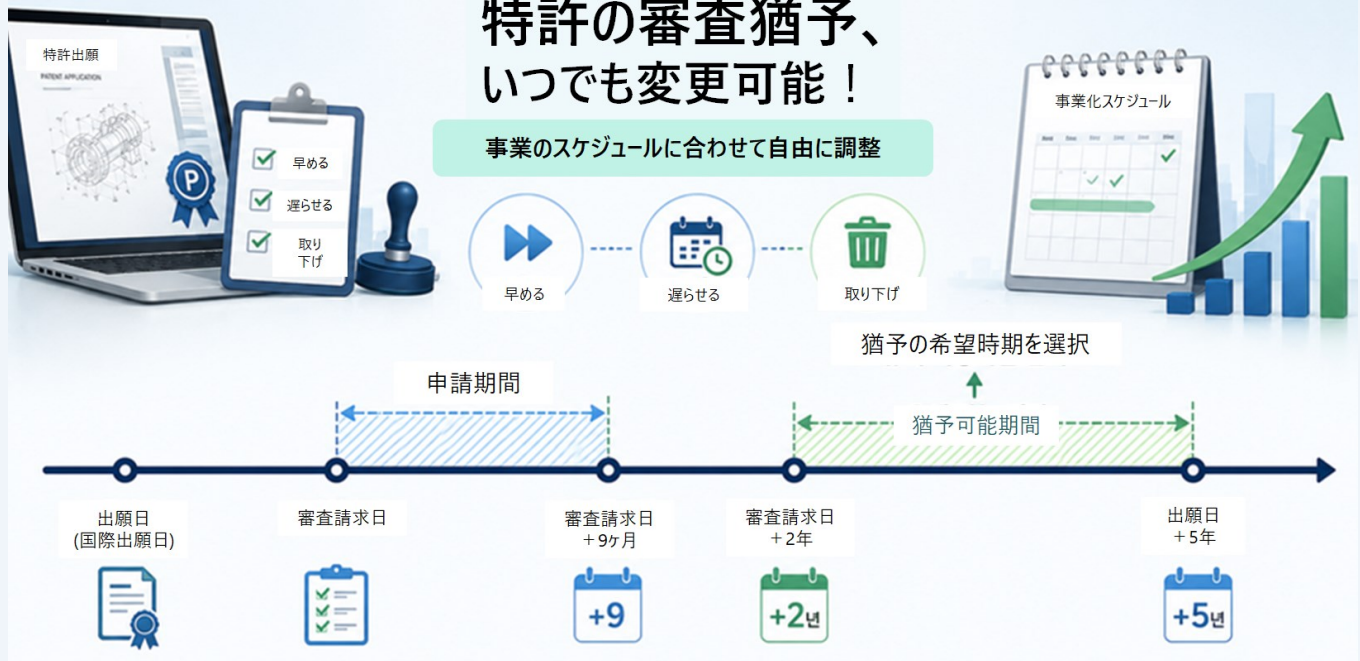 特許の審査猶予、
いつでも変更可能！
事業のスケジュールに合わせて自由に調整
特許出願
PATENT APPLICATION
P
早める
遅らせる
取り
下げ
早める
遅らせる
取り下げ
事業化スケジュール
猶予の希望時期を選択
申請期間
猶予可能期間
出願日
(国際出願日)
審査請求日
審査請求日
＋9ヶ月
審査請求日
＋2年
出願日
＋5年
+9
+2년
+5년